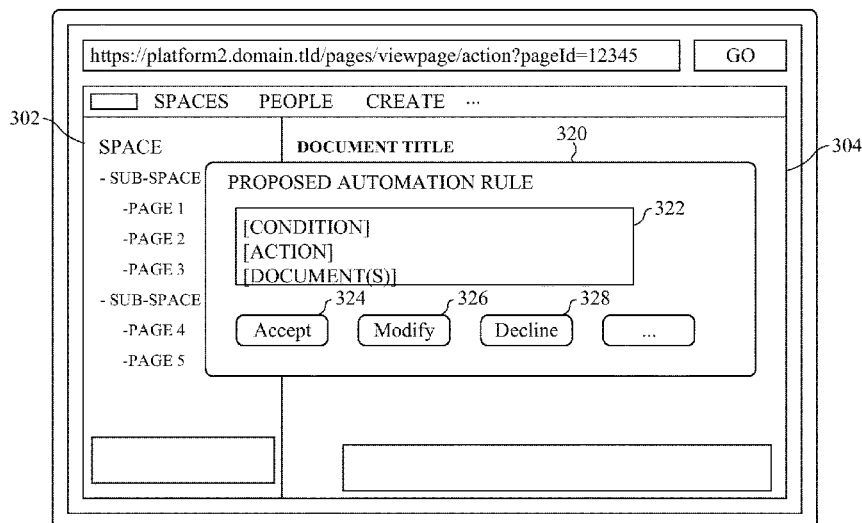 https://platform2.domain.tld/pages/viewpage/action?pageId=12345 GO
SPACES PEOPLE CREATE ...
302
320
304
SPACE
DOCUMENT TITLE
- SUB-SPACE
PROPOSED AUTOMATION RULE
-PAGE 1
322
[CONDITION]
-PAGE 2
[ACTION]
-PAGE 3
[DOCUMENT(S)]
- SUB-SPACE
324 326 328
-PAGE 4
Accept Modify Decline ...
-PAGE 5